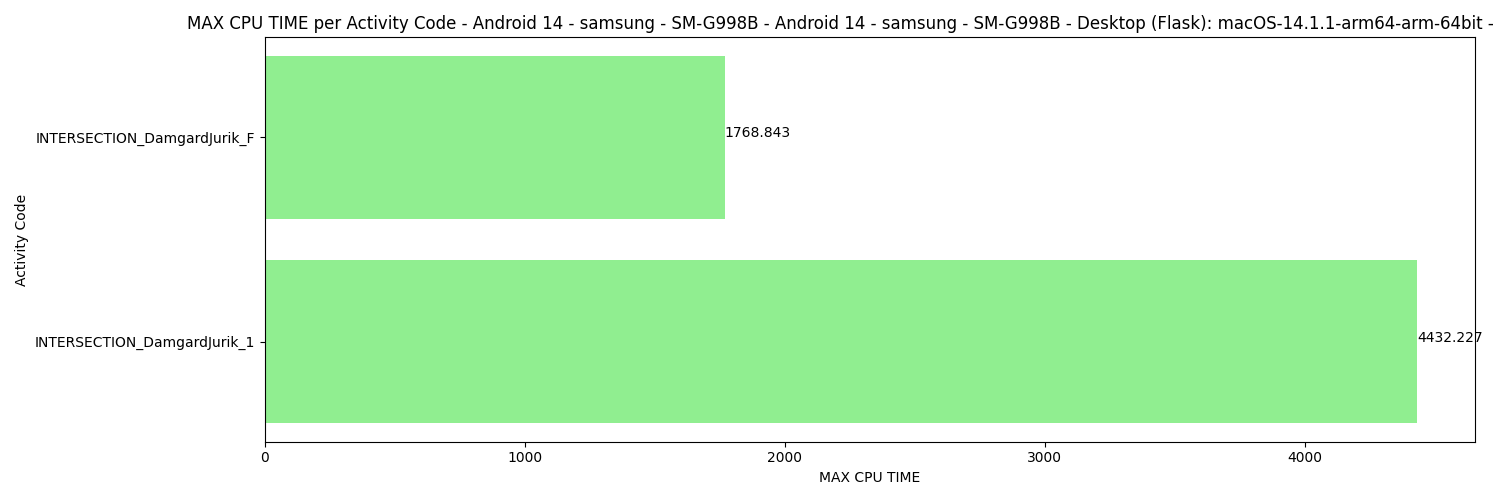 MAX CPU TIME per Activity Code - Android 14 - samsung - SM-G998B - Android 14 - samsung - SM-G998B - Desktop (Flask): macOS-14.1.1-arm64-arm-64bit -
INTERSECTION_DamgardJurik_F
1768.843
Activity Code
INTERSECTION_DamgardJurik_1
4432.227
0 1000 2000 3000 4000
MAX CPU TIME